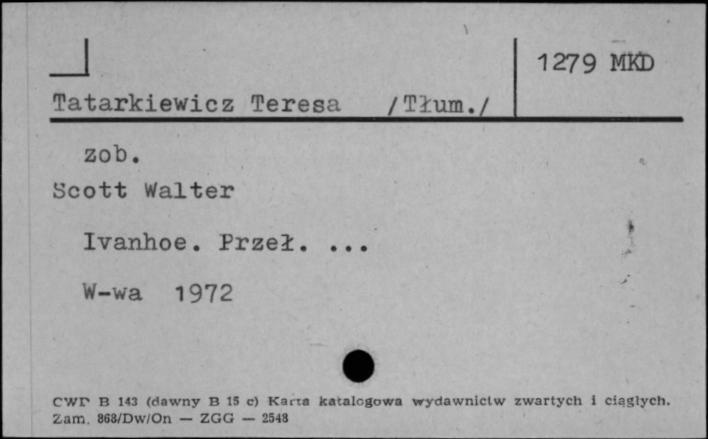 1279 MKD
Tatarkiewicz Teresa /Tłum./
zob.
Scott Walter
Ivanhoe. Przeł. ...
W-wa 1972
CWD B 143 (dawny B 15 c) Karta katalogowa wydawnictw zwartych i ciągłych.
Zam. 868/Dw/On — ZGG — 2548